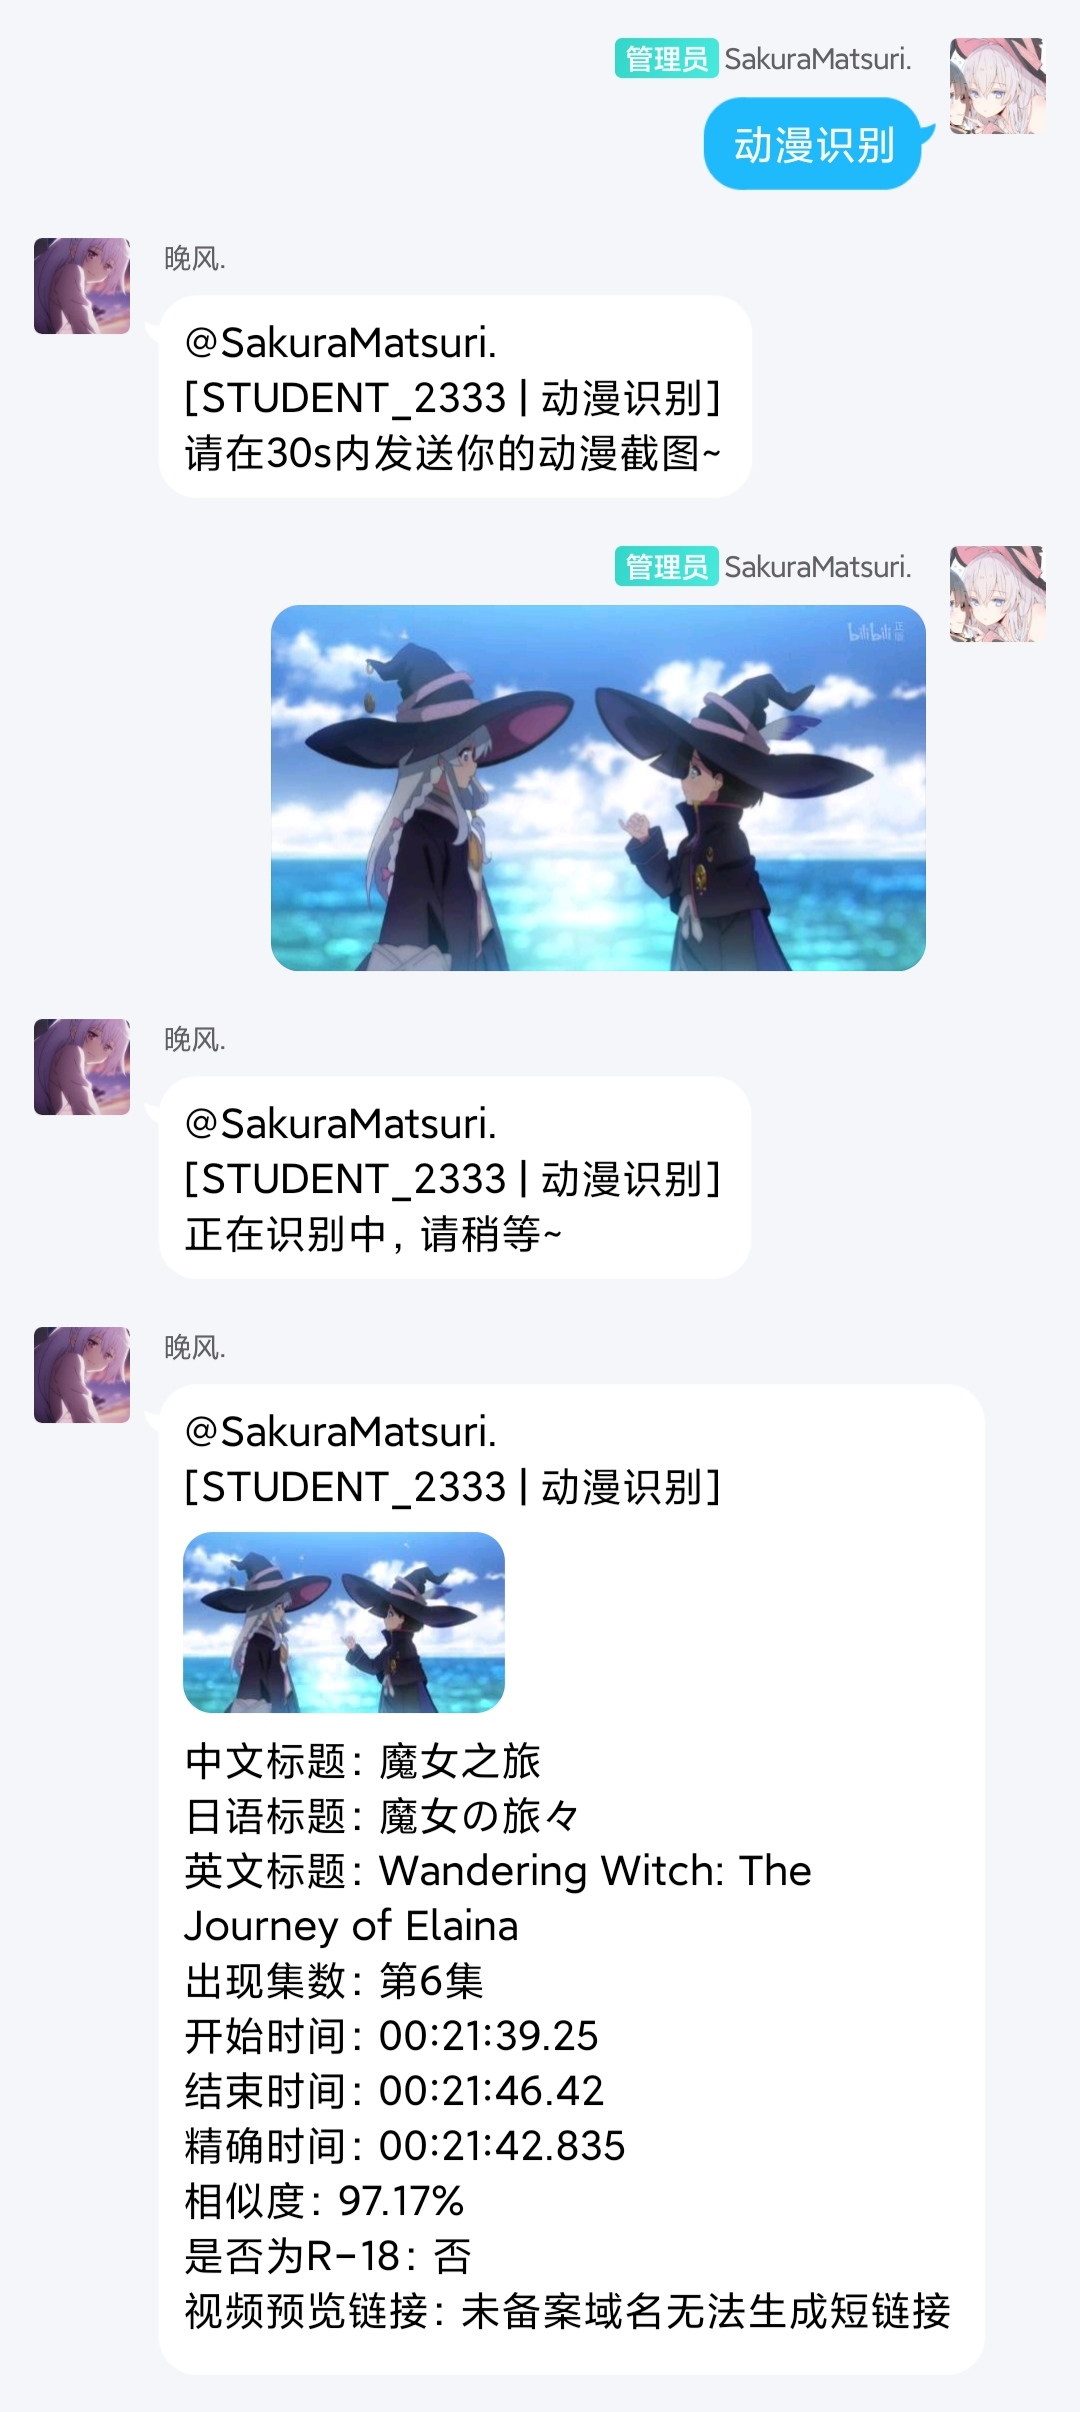 管理员 SakuraMatsuri.
动漫识别
晚风.
@SakuraMatsuri.
[STUDENT_2333 | 动漫识别]
请在30s内发送你的动漫截图~
管理员 SakuraMatsuri.
bilibili 正版
晚风.
@SakuraMatsuri.
[STUDENT_2333 | 动漫识别]
正在识别中, 请稍等~
晚风.
@SakuraMatsuri.
[STUDENT_2333 | 动漫识别]
中文标题: 魔女之旅
日语标题: 魔女の旅々
英文标题: Wandering Witch: The
Journey of Elaina
出现集数: 第6集
开始时间: 00:21:39.25
结束时间: 00:21:46.42
精确时间: 00:21:42.835
相似度: 97.17%
是否为R-18: 否
视频预览链接: 未备案域名无法生成短链接